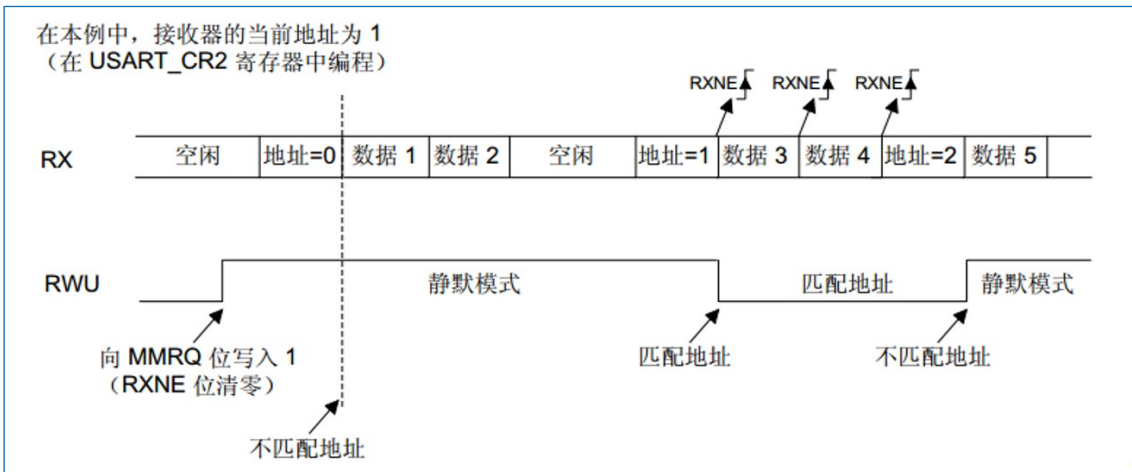 在本例中，接收器的当前地址为 1
（在 USART_CR2 寄存器中编程）
RXNE RXNE RXNE
RX 空闲 地址=0 数据 1 数据 2 空闲 地址=1 数据 3 数据 4 地址=2 数据 5
RWU 静默模式 匹配地址 静默模式
向 MMRQ 位写入 1 匹配地址 不匹配地址
（RXNE 位清零）
不匹配地址